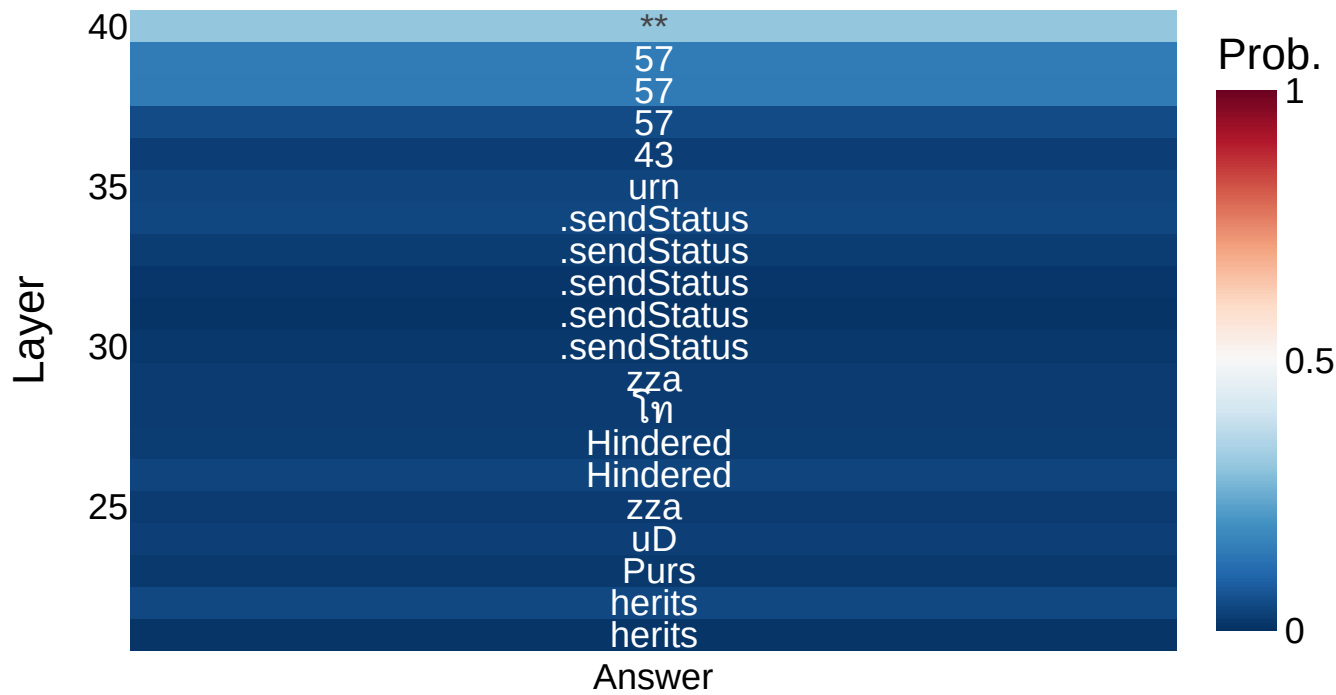 40
**
57
57
57
43
35
urn
.sendStatus
.sendStatus
.sendStatus
.sendStatus
30
.sendStatus
zza
โท
Hindered
Hindered
25
zza
uD
Purs
herits
herits
Layer
Answer
Prob.
1
0.5
0